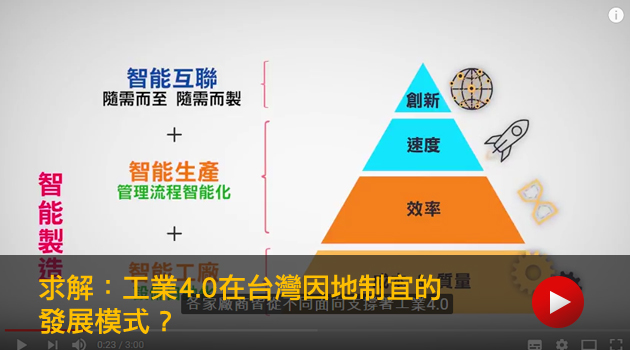 智能互聯
隨需而至 隨需而製
+
智能生產
管理流程智能化
+
智能工廠
智能製造
創新
速度
效率
質量
各家廠商皆從不同面向支撐著工業4.0
求解：工業4.0在台灣因地制宜的
發展模式？
0:23 / 3:00